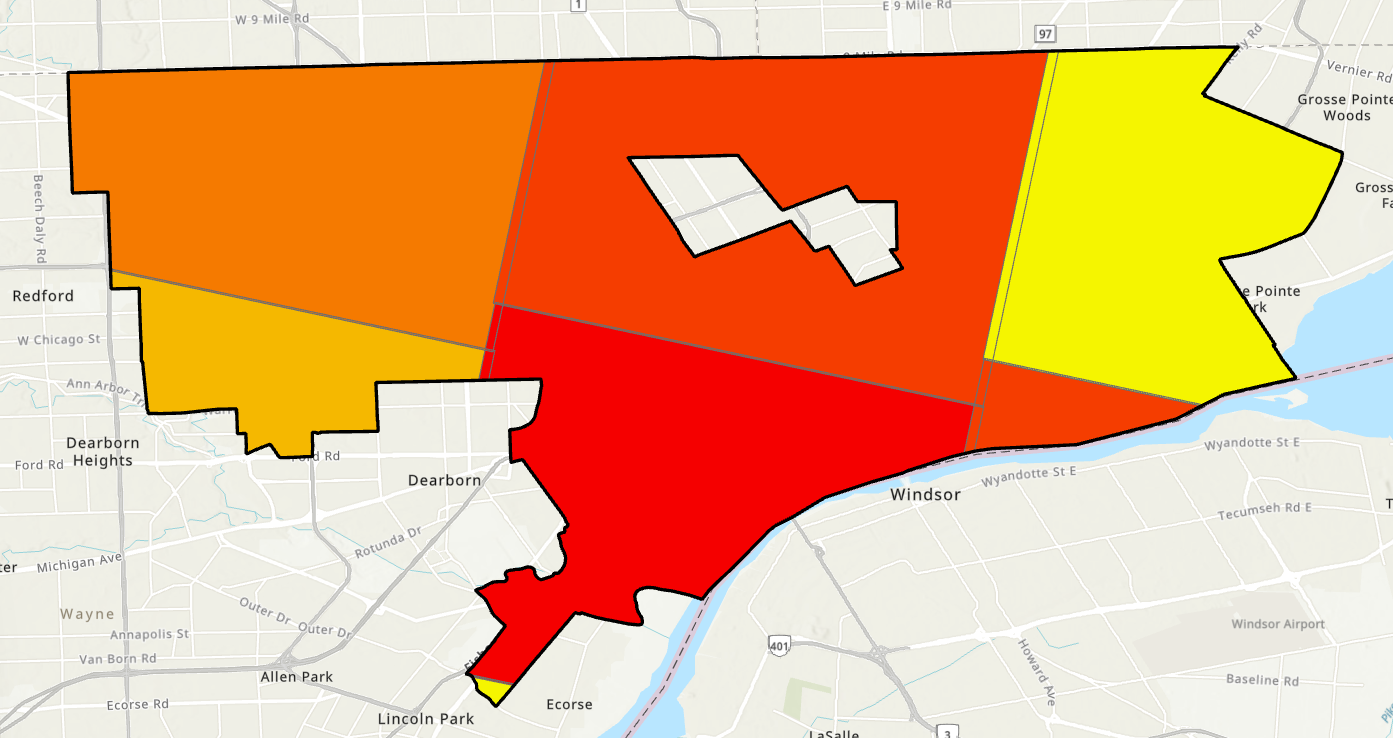 1
W 9 Mile Rd
E 9 Mile Rd
97
Vernier Rd
Grosse Pointe
Woods
Beech Daly Rd
Gross
Redford
e Pointe
rk
W Chicago St
Ann Arbor Tr
Wyandotte St E
Dearborn
Heights
Ford Rd
ord Rd
Wyandotte St E
Dearborn
Windsor
Tecumseh Rd E
Rotunda Dr
Michigan Ave
ter
Wayne
Outer Dr
Outer Dr
Annapolis St
Windsor Airport
401
Howard Ave
Van Born Rd
Allen Park
Baseline Rd
Ecorse Rd
Ecorse
Lincoln Park
LaSalle
3